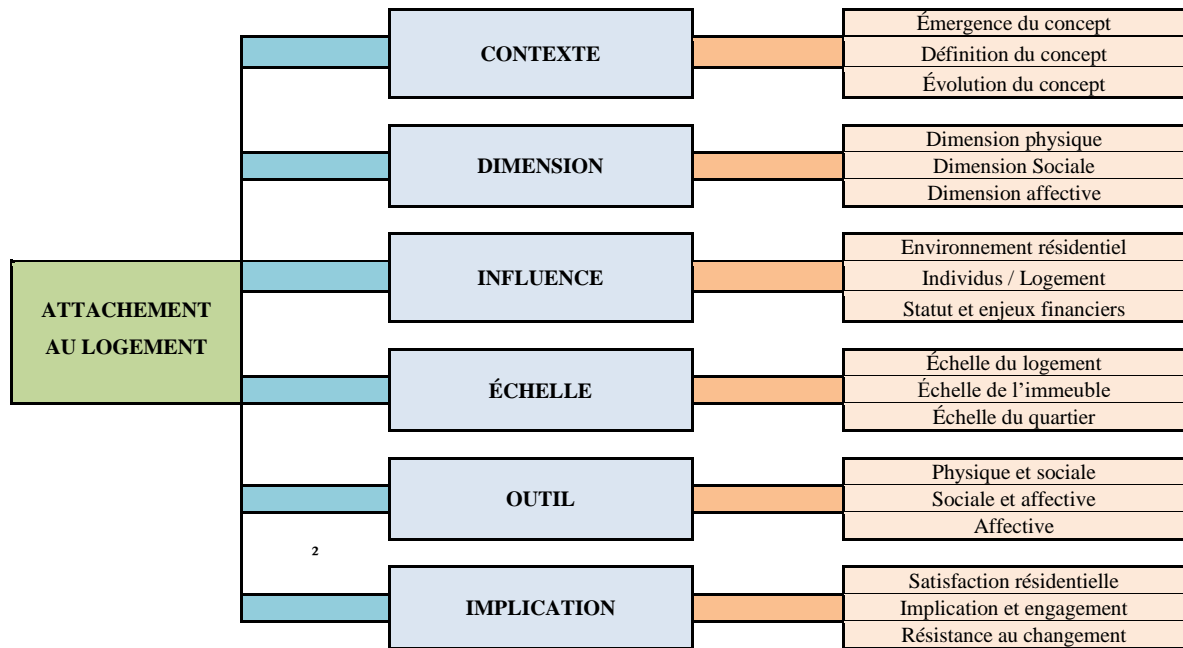 ATTACHEMENT
AU LOGEMENT
CONTEXTE
Émergence du concept
Définition du concept
Évolution du concept
DIMENSION
Dimension physique
Dimension Sociale
Dimension affective
INFLUENCE
Environnement résidentiel
Individus / Logement
Statut et enjeux financiers
ÉCHELLE
Échelle du logement
Échelle de l’immeuble
Échelle du quartier
OUTIL
Physique et sociale
Sociale et affective
Affective
²
IMPLICATION
Satisfaction résidentielle
Implication et engagement
Résistance au changement